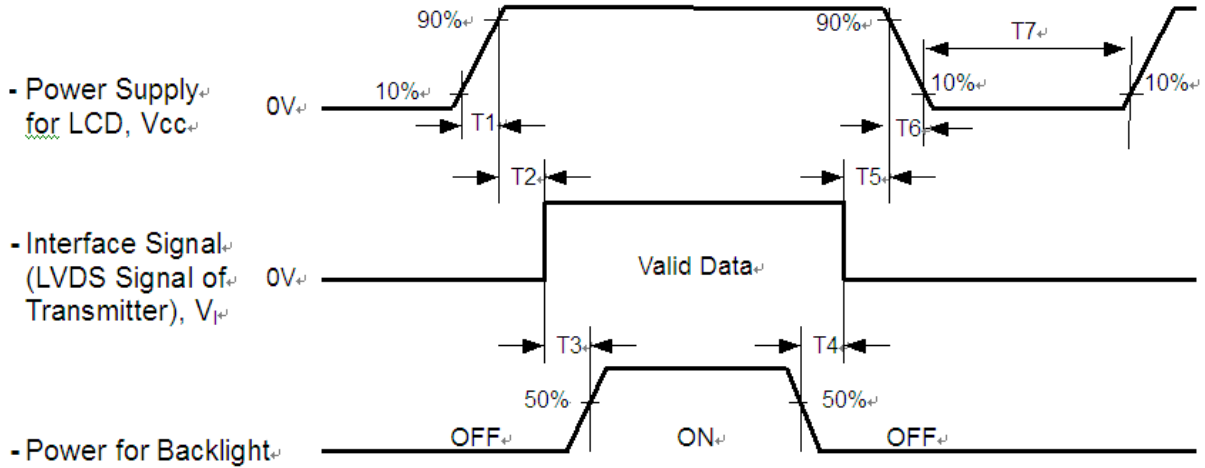 90%↵ 90%↵ T7↵
- Power Supply↵ 10%↵ 10%↵ 10%↵
for LCD, Vcc↵ 0V↵
T1↵ T6↵
T2↵ T5↵
- Interface Signal↵
(LVDS Signal of↵ 0V↵ Valid Data↵
Transmitter), VI↵
T3↵ T4↵
50% 50%↵
- Power for Backlight↵ OFF↵ ON↵ OFF↵